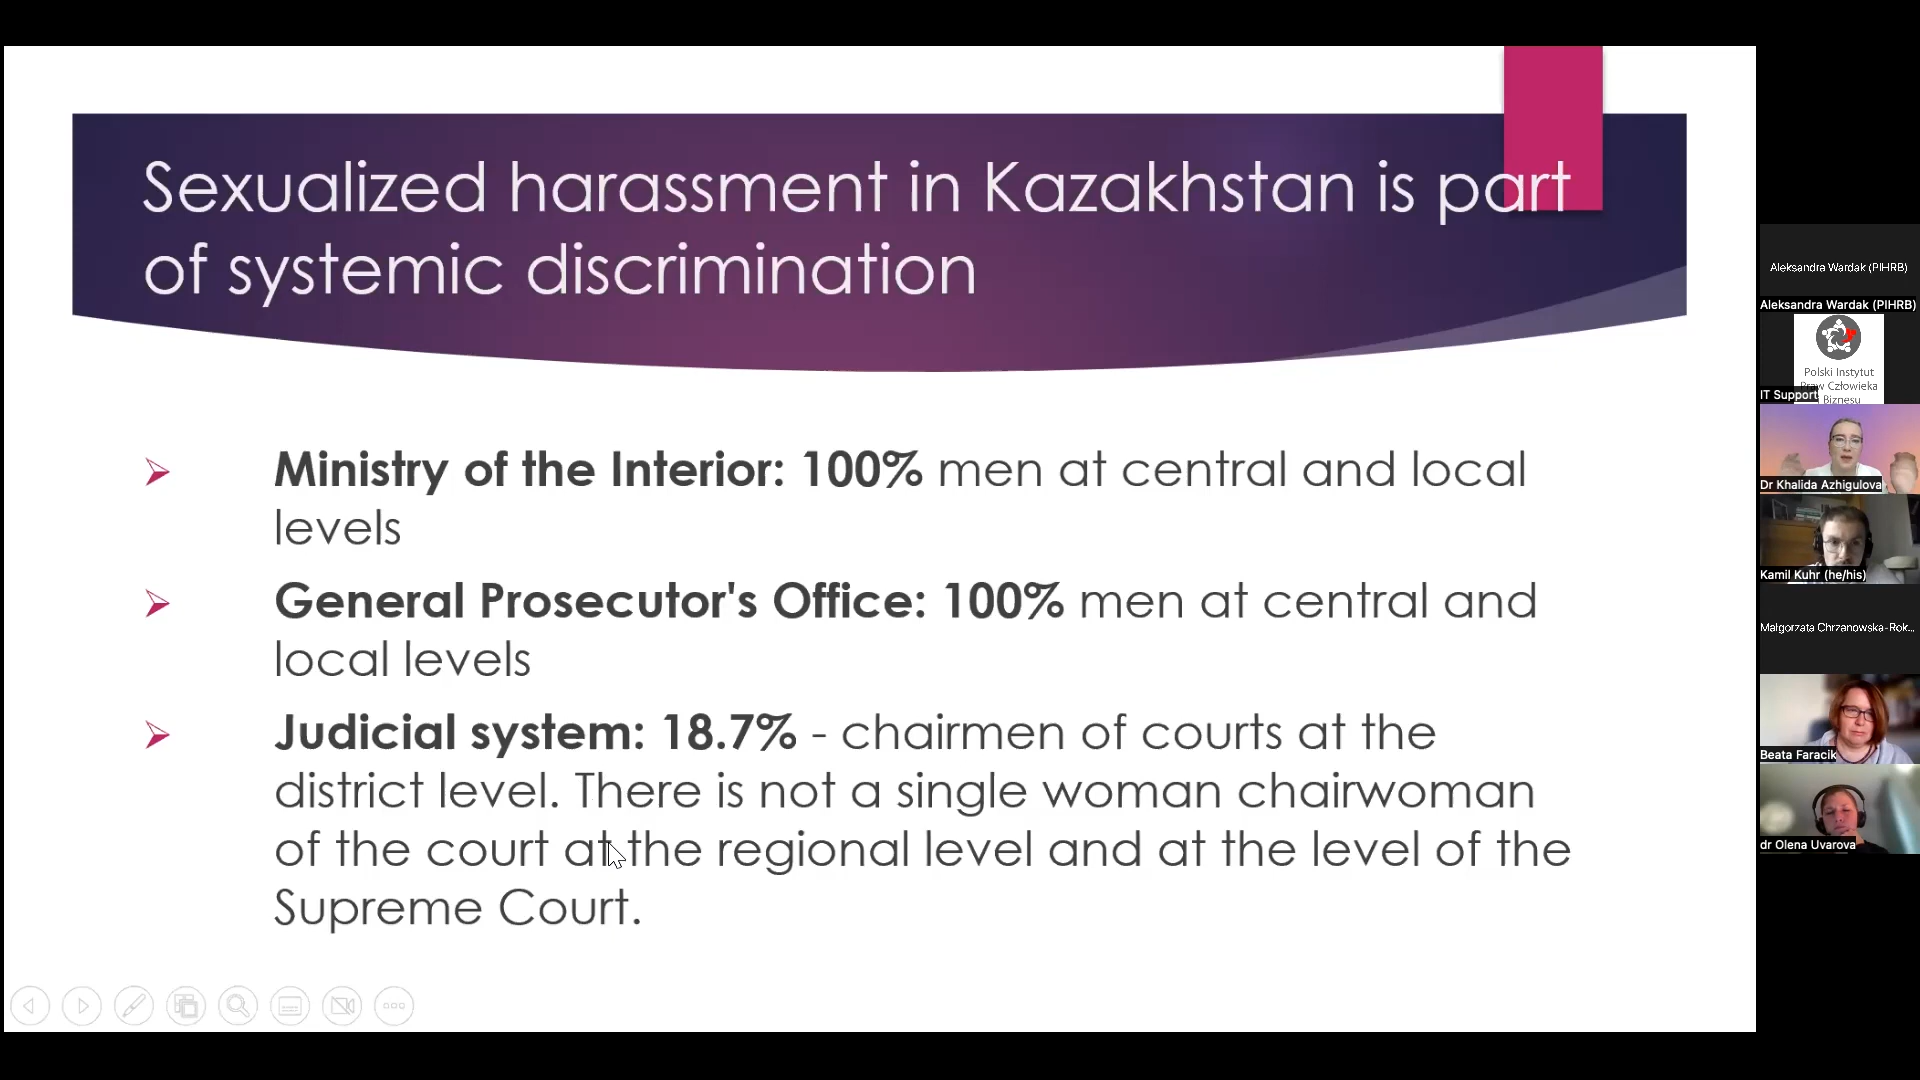 Sexualized harassment in Kazakhstan is part
of systemic discrimination
Ministry of the Interior: 100% men at central and local
levels
General Prosecutor's Office: 100% men at central and
local levels
Judicial system: 18.7% - chairmen of courts at the
district level. There is not a single woman chairwoman
of the court at the regional level and at the level of the
Supreme Court.
Aleksandra Wardak (PIHRB)
Aleksandra Wardak (PIHRB)
Polski Instytut
Praw Człowieka
Biznesu
IT Support
Dr Khalida Azhigulova
Kamil Kuhr (he/his)
Małgorzata Chrzanowska-Rok...
Beata Faracik
dr Olena Uvarova